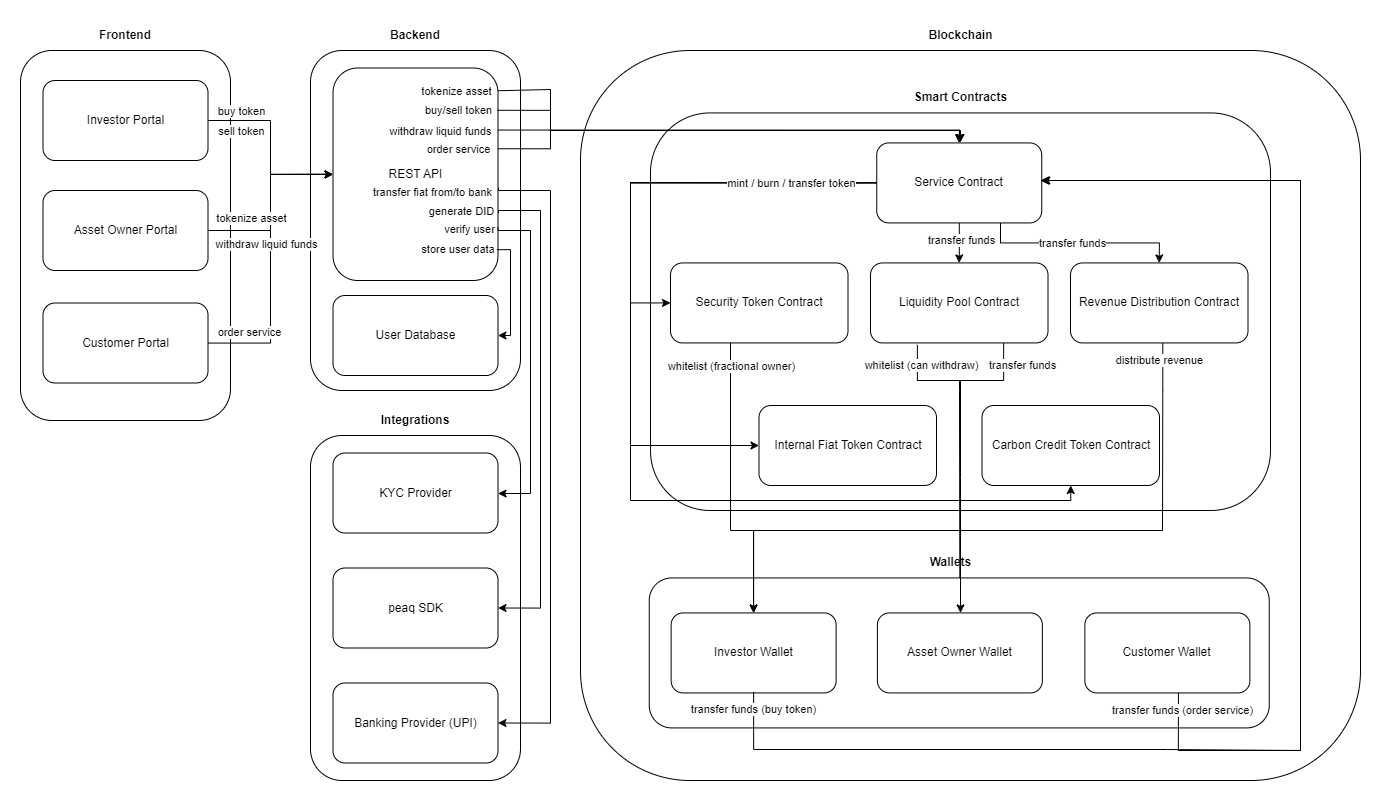 Frontend
Investor Portal
buy token
sell token
Asset Owner Portal
tokenize asset
withdraw liquid funds
Customer Portal
order service
Backend
tokenize asset
buy/sell token
withdraw liquid funds
order service
REST API
transfer fiat from/to bank
generate DID
verify user
store user data
User Database
Integrations
KYC Provider
peaq SDK
Banking Provider (UPI)
Blockchain
Smart Contracts
Service Contract
mint / burn / transfer token
transfer funds
transfer funds
Security Token Contract
Liquidity Pool Contract
Revenue Distribution Contract
whitelist (fractional owner)
whitelist (can withdraw)
transfer funds
distribute revenue
Internal Fiat Token Contract
Carbon Credit Token Contract
Wallets
Investor Wallet
Asset Owner Wallet
Customer Wallet
transfer funds (buy token)
transfer funds (order service)